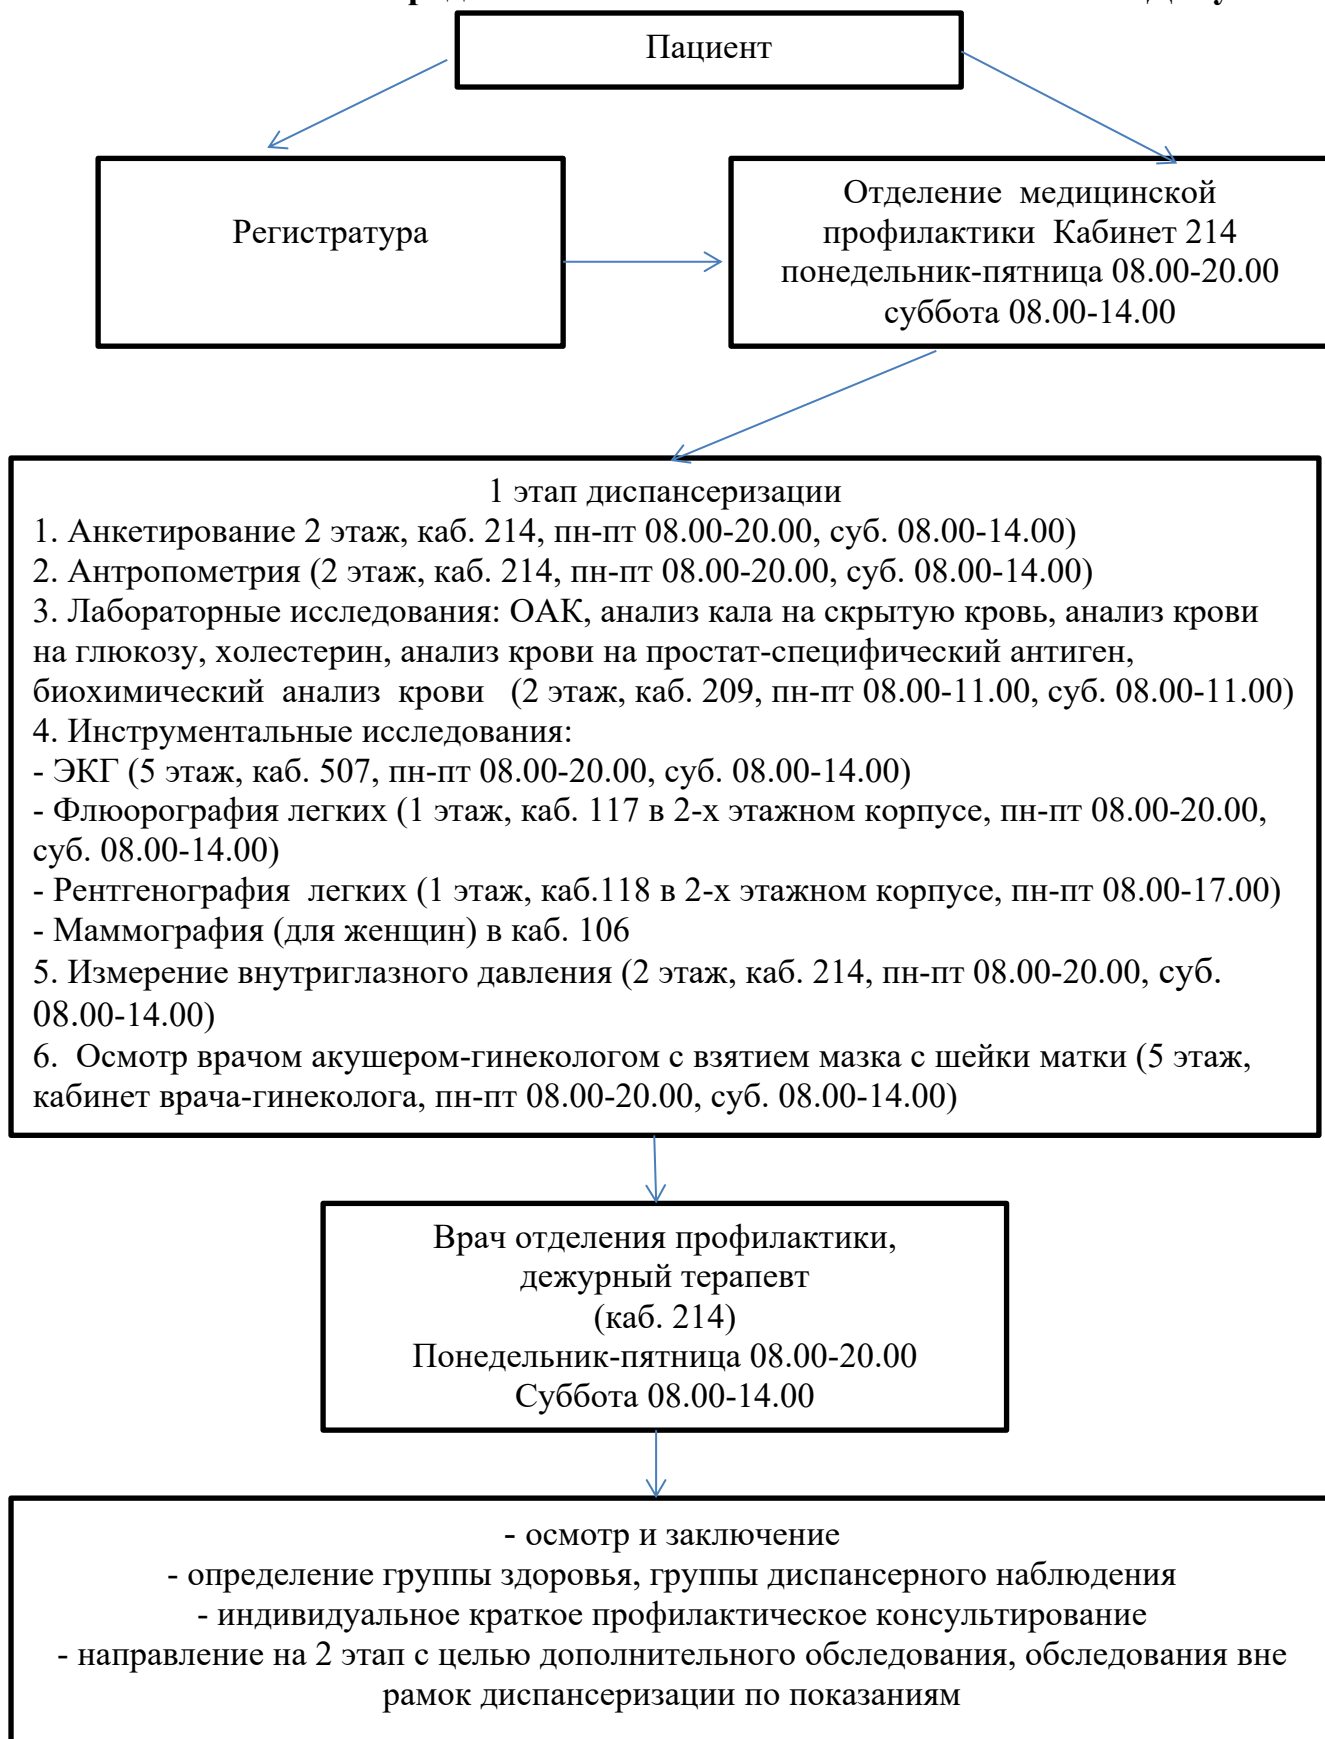 Пациент
Регистратура
Отделение медицинской
профилактики Кабинет 214
понедельник-пятница 08.00-20.00
суббота 08.00-14.00
1 этап диспансеризации
1. Анкетирование 2 этаж, каб. 214, пн-пт 08.00-20.00, суб. 08.00-14.00)
2. Антропометрия (2 этаж, каб. 214, пн-пт 08.00-20.00, суб. 08.00-14.00)
3. Лабораторные исследования: ОАК, анализ кала на скрытую кровь, анализ крови
на глюкозу, холестерин, анализ крови на простат-специфический антиген,
биохимический анализ крови (2 этаж, каб. 209, пн-пт 08.00-11.00, суб. 08.00-11.00)
4. Инструментальные исследования:
- ЭКГ (5 этаж, каб. 507, пн-пт 08.00-20.00, суб. 08.00-14.00)
- Флюорография легких (1 этаж, каб. 117 в 2-х этажном корпусе, пн-пт 08.00-20.00,
суб. 08.00-14.00)
- Рентгенография легких (1 этаж, каб.118 в 2-х этажном корпусе, пн-пт 08.00-17.00)
- Маммография (для женщин) в каб. 106
5. Измерение внутриглазного давления (2 этаж, каб. 214, пн-пт 08.00-20.00, суб.
08.00-14.00)
6. Осмотр врачом акушером-гинекологом с взятием мазка с шейки матки (5 этаж,
кабинет врача-гинеколога, пн-пт 08.00-20.00, суб. 08.00-14.00)
Врач отделения профилактики,
дежурный терапевт
(каб. 214)
Понедельник-пятница 08.00-20.00
Суббота 08.00-14.00
- осмотр и заключение
- определение группы здоровья, группы диспансерного наблюдения
- индивидуальное краткое профилактическое консультирование
- направление на 2 этап с целью дополнительного обследования, обследования вне
рамок диспансеризации по показаниям